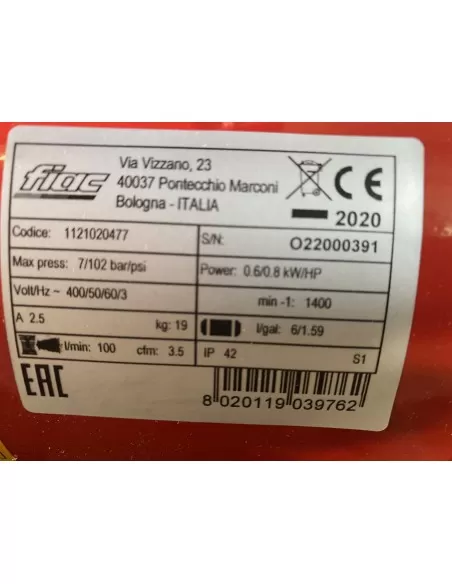 fiac
Via Vizzano, 23
40037 Pontecchio Marconi
Bologna - ITALIA
CE
2020
Codice: 1121020477
S/N: O22000391
Max press: 7/102 bar/psi
Power: 0.6/0.8 kW/HP
Volt/Hz ~ 400/50/60/3
min -1: 1400
A 2.5 kg: 19
l/gal: 6/1.59
l/min: 100 cfm: 3.5
IP 42 S1
EAC
8 020119 039762